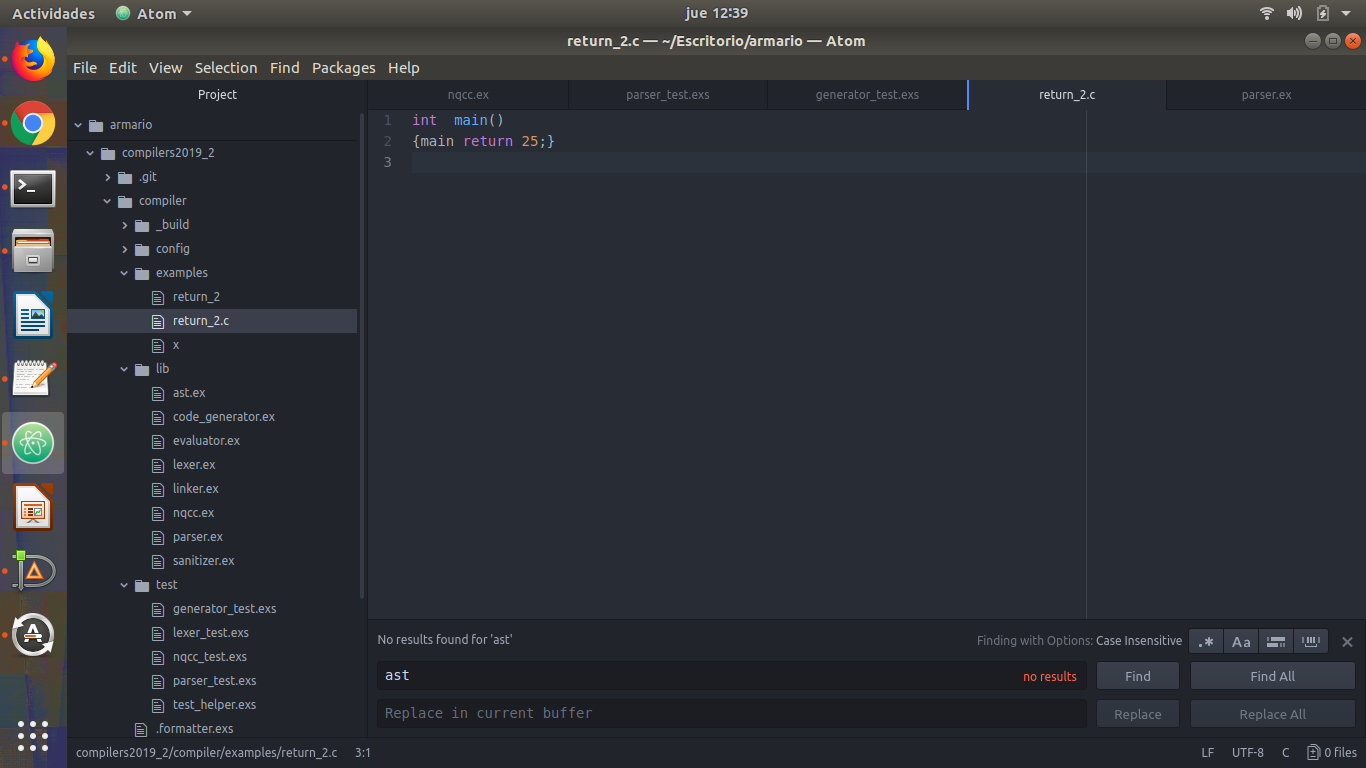 Actividades Atom jue 12:39
return_2.c — ~/Escritorio/armario — Atom
File Edit View Selection Find Packages Help
Project
nqcc.ex parser_test.exs generator_test.exs return_2.c parser.ex
armario
compilers2019_2
.git
compiler
_build
config
examples
return_2
return_2.c
x
lib
ast.ex
code_generator.ex
evaluator.ex
lexer.ex
linker.ex
nqcc.ex
parser.ex
sanitizer.ex
test
generator_test.exs
lexer_test.exs
nqcc_test.exs
parser_test.exs
test_helper.exs
.formatter.exs
1 int  main()
2 {main return 25;}
3
No results found for 'ast' Finding with Options: Case Insensitive .* Aa
ast no results Find Find All
Replace in current buffer Replace Replace All
compilers2019_2/compiler/examples/return_2.c 3:1 LF UTF-8 C 0 files